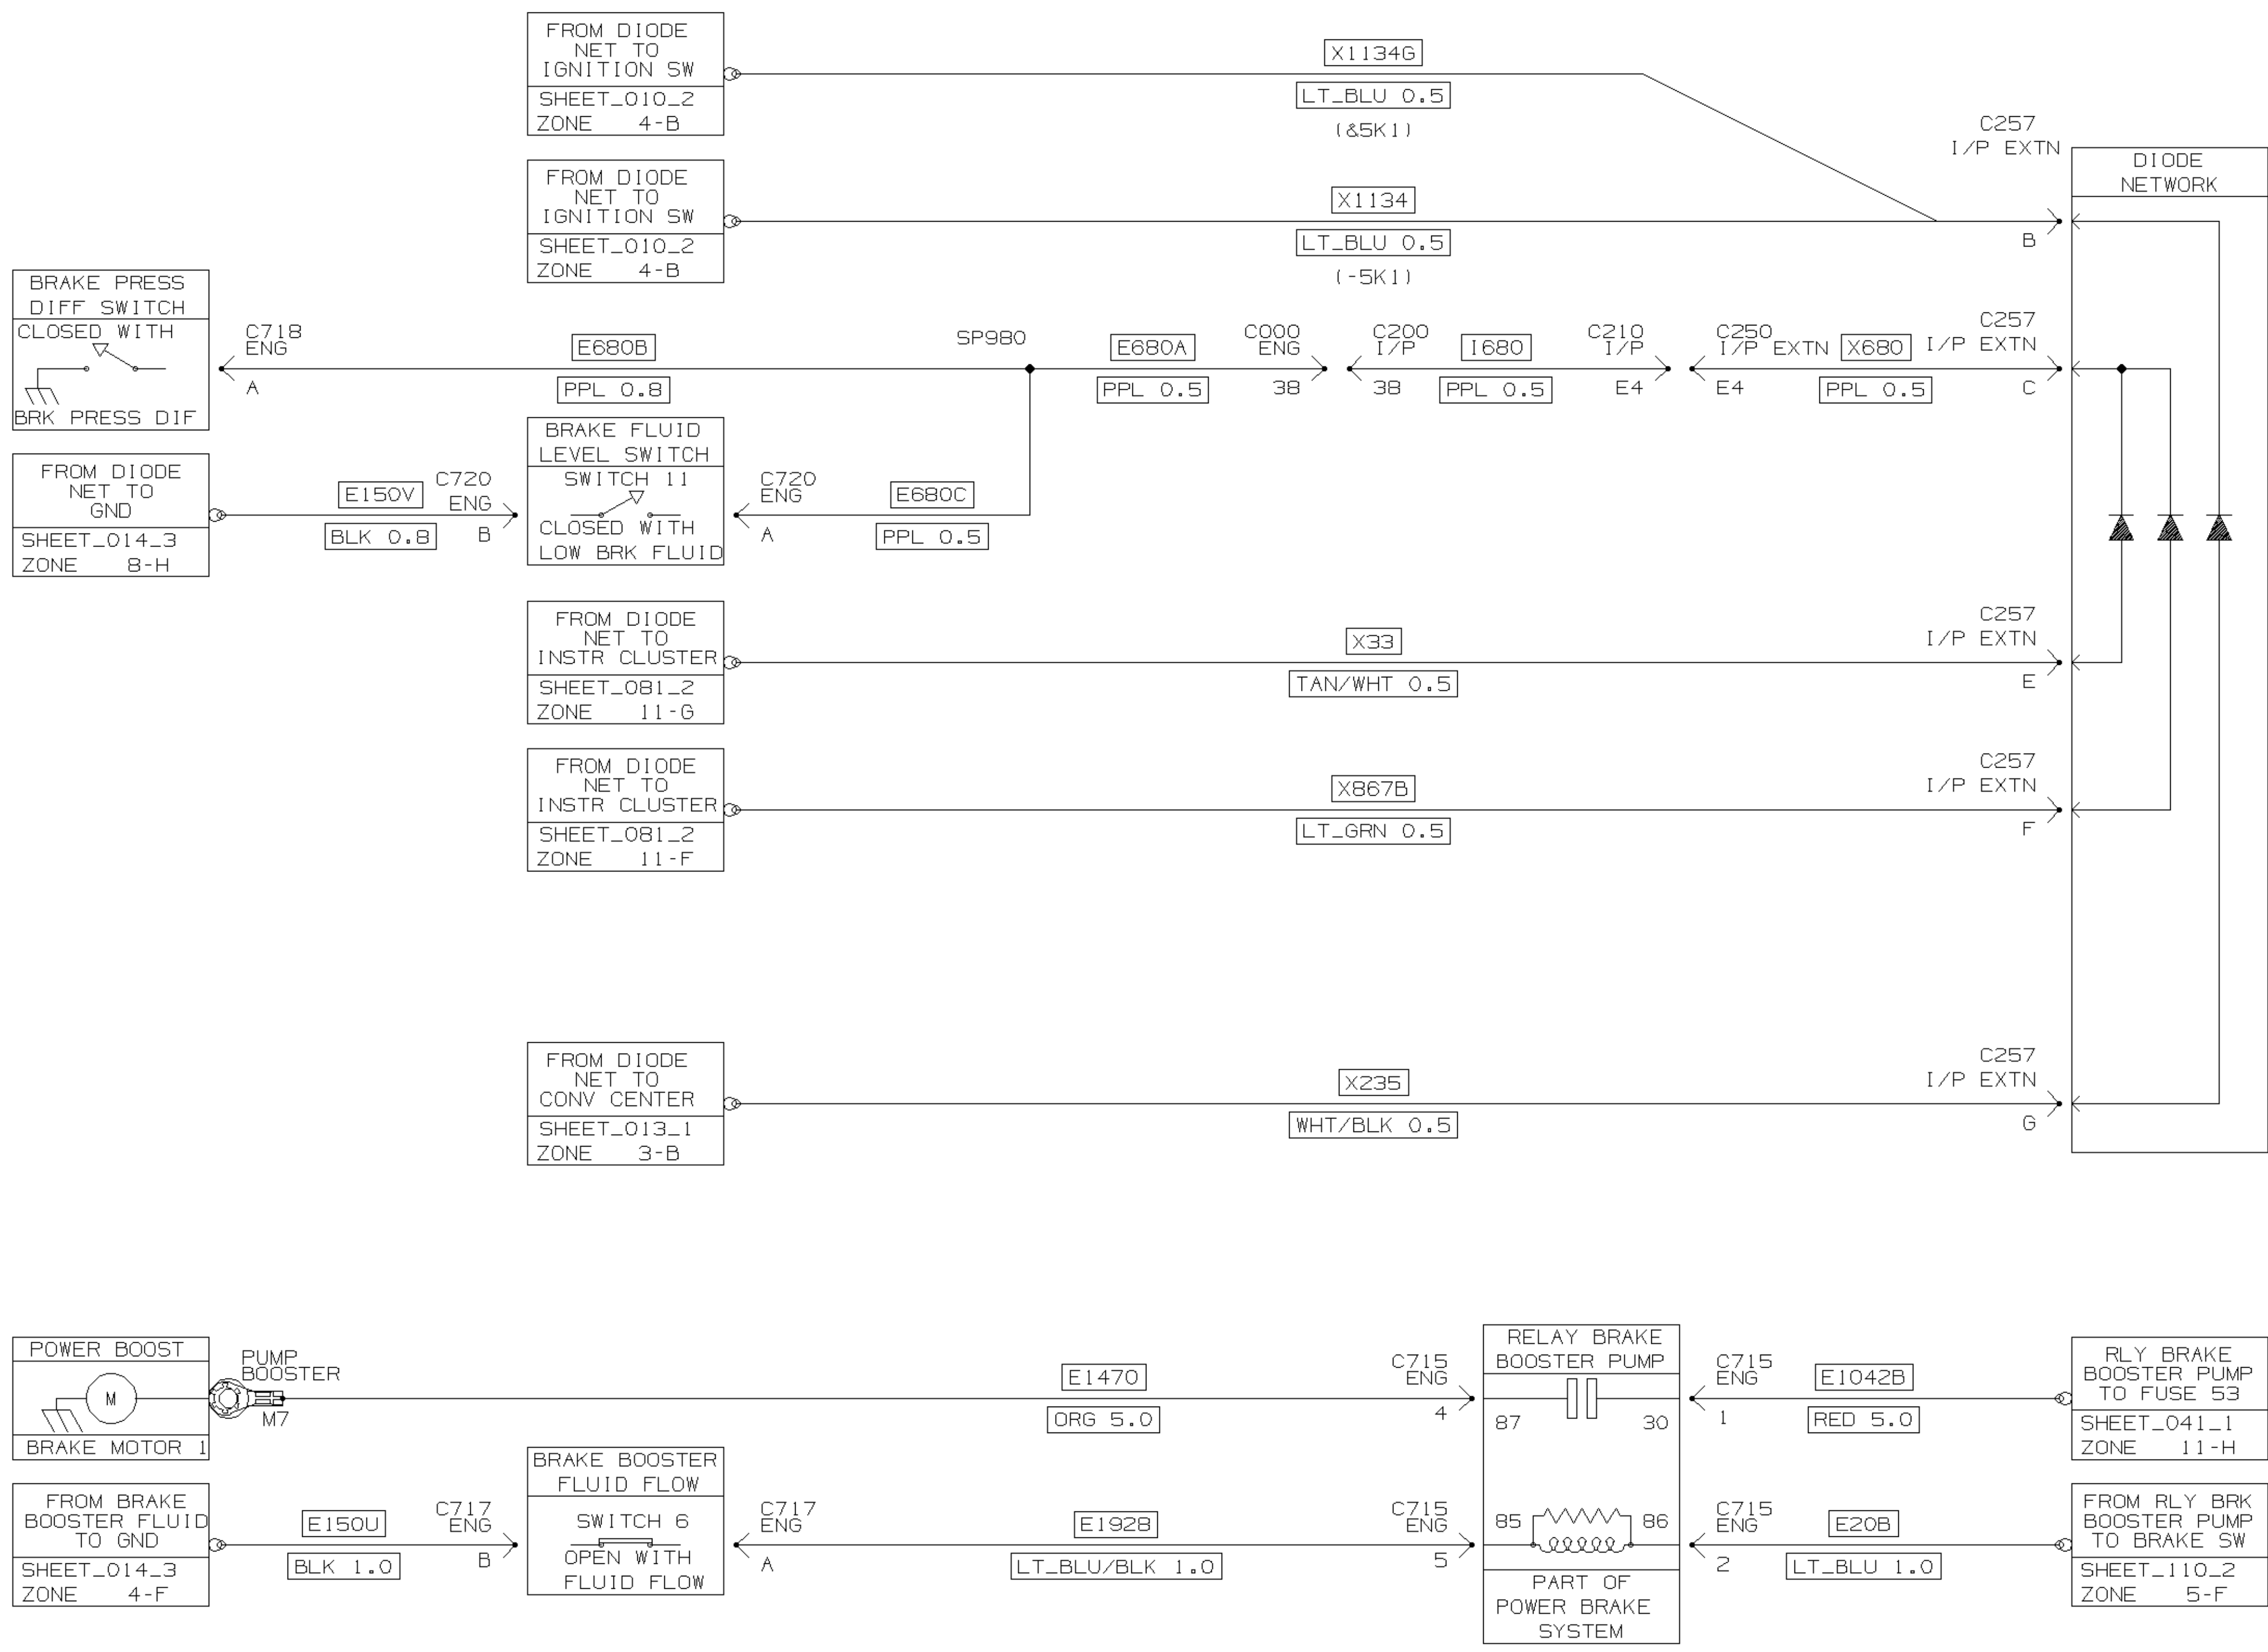 FROM DIODE
NET TO
IGNITION SW
SHEET_010_2
ZONE 4-B
X1134G
LT_BLU 0.5
(&5K1)
C257
I/P EXTN
DIODE
NETWORK
FROM DIODE
NET TO
IGNITION SW
SHEET_010_2
ZONE 4-B
X1134
LT_BLU 0.5
(-5K1)
B
BRAKE PRESS
DIFF SWITCH
CLOSED WITH
BRK PRESS DIF
C718
ENG
A
E680B
PPL 0.8
SP980
E680A
PPL 0.5
C000
ENG
38
C200
I/P
38
I680
PPL 0.5
C210
I/P
E4
C250
I/P EXTN
E4
X680
PPL 0.5
C257
I/P EXTN
C
FROM DIODE
NET TO
GND
SHEET_014_3
ZONE 8-H
E150V
BLK 0.8
C720
ENG
B
BRAKE FLUID
LEVEL SWITCH
SWITCH 11
CLOSED WITH
LOW BRK FLUID
C720
ENG
A
E680C
PPL 0.5
FROM DIODE
NET TO
INSTR CLUSTER
SHEET_081_2
ZONE 11-G
X33
TAN/WHT 0.5
C257
I/P EXTN
E
FROM DIODE
NET TO
INSTR CLUSTER
SHEET_081_2
ZONE 11-F
X867B
LT_GRN 0.5
C257
I/P EXTN
F
FROM DIODE
NET TO
CONV CENTER
SHEET_013_1
ZONE 3-B
X235
WHT/BLK 0.5
C257
I/P EXTN
G
POWER BOOST
M
BRAKE MOTOR 1
PUMP
BOOSTER
M7
E1470
ORG 5.0
C715
ENG
4
RELAY BRAKE
BOOSTER PUMP
87
30
C715
ENG
1
E1042B
RED 5.0
RLY BRAKE
BOOSTER PUMP
TO FUSE 53
SHEET_041_1
ZONE 11-H
FROM BRAKE
BOOSTER FLUID
TO GND
SHEET_014_3
ZONE 4-F
E150U
BLK 1.0
C717
ENG
B
BRAKE BOOSTER
FLUID FLOW
SWITCH 6
OPEN WITH
FLUID FLOW
C717
ENG
A
E1928
LT_BLU/BLK 1.0
C715
ENG
5
85
86
PART OF
POWER BRAKE
SYSTEM
C715
ENG
2
E20B
LT_BLU 1.0
FROM RLY BRK
BOOSTER PUMP
TO BRAKE SW
SHEET_110_2
ZONE 5-F